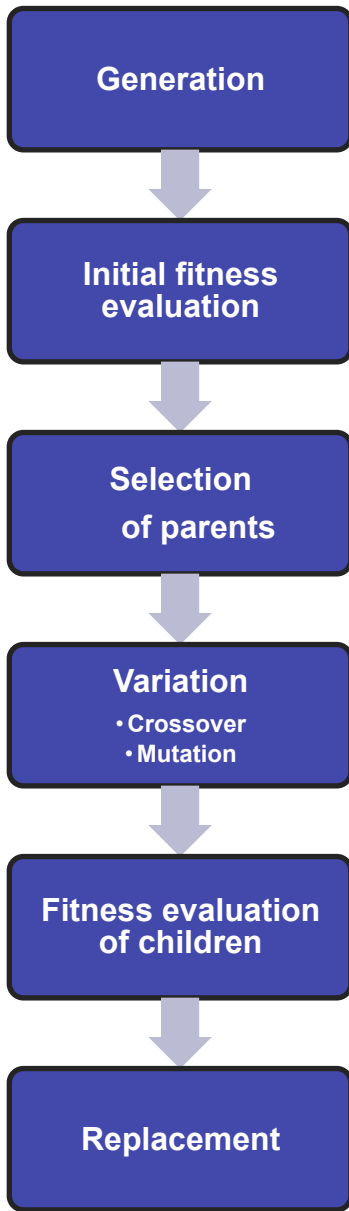 Generation
Initial fitness
evaluation
Selection
of parents
Variation
• Crossover
• Mutation
Fitness evaluation
of children
Replacement